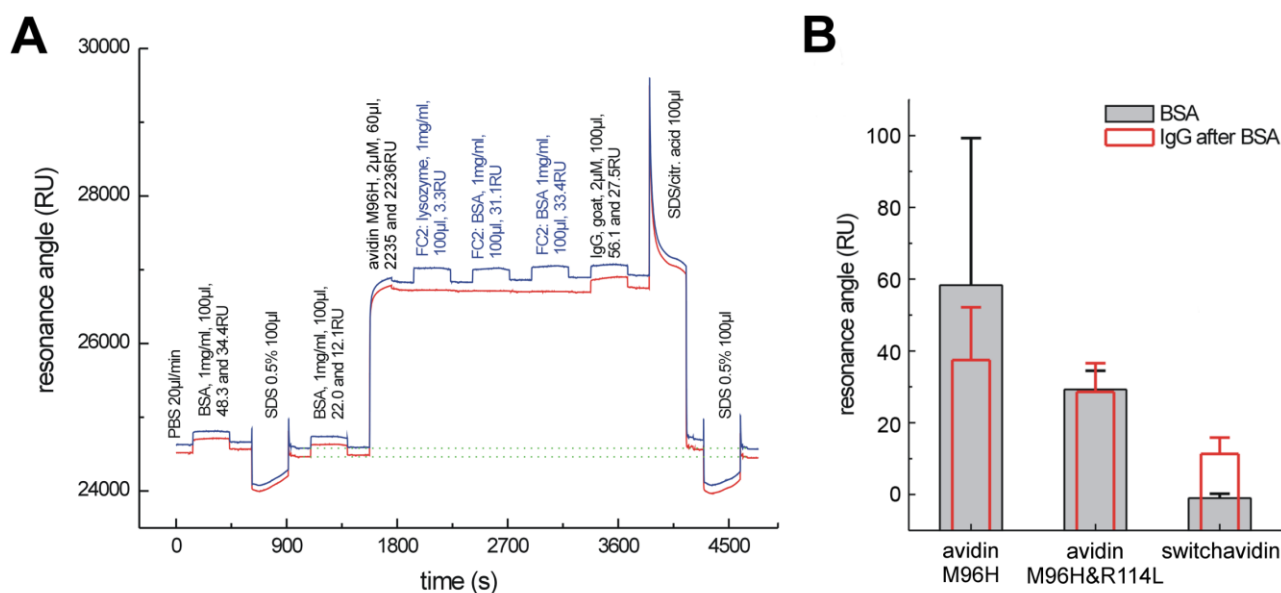 A
resonance angle (RU)
30000
28000
26000
24000
PBS 20µl/min
BSA, 1mg/ml, 100µl,
48.3 and 34.4RU
SDS 0.5% 100µl
BSA, 1mg/ml, 100µl,
22.0 and 12.1RU
avidin M96H, 2µM, 60µl,
2235 and 2236RU
FC2: lysozyme, 1mg/ml,
100µl, 3.3RU
FC2: BSA, 1mg/ml,
100µl, 31.1RU
FC2: BSA 1mg/ml,
100µl, 33.4RU
IgG, goat, 2µM, 100µl,
56.1 and 27.5RU
SDS/citr. acid 100µl
SDS 0.5% 100µl
0
900
1800
2700
3600
4500
time (s)
B
BSA
IgG after BSA
resonance angle (RU)
100
80
60
40
20
0
avidin
M96H
avidin
M96H&R114L
switchavidin